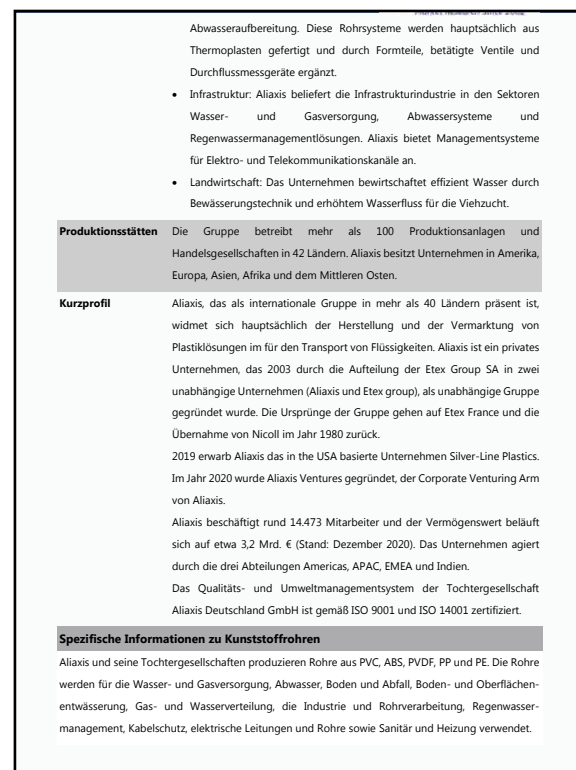 Abwasseraufbereitung. Diese Rohrsysteme werden hauptsächlich aus
Thermoplasten gefertigt und durch Formteile, betätigte Ventile und
Durchflussmessgeräte ergänzt.
• Infrastruktur: Aliaxis beliefert die Infrastrukturindustrie in den Sektoren
Wasser- und Gasversorgung, Abwassersysteme und
Regenwassermanagementlösungen. Aliaxis bietet Managementsysteme
für Elektro- und Telekommunikationskanäle an.
• Landwirtschaft: Das Unternehmen bewirtschaftet effizient Wasser durch
Bewässerungstechnik und erhöhtem Wasserfluss für die Viehzucht.
Produktionsstätten Die Gruppe betreibt mehr als 100 Produktionsanlagen und
Handelsgesellschaften in 42 Ländern. Aliaxis besitzt Unternehmen in Amerika,
Europa, Asien, Afrika und dem Mittleren Osten.
Kurzprofil Aliaxis, das als internationale Gruppe in mehr als 40 Ländern präsent ist,
widmet sich hauptsächlich der Herstellung und der Vermarktung von
Plastiklösungen im für den Transport von Flüssigkeiten. Aliaxis ist ein privates
Unternehmen, das 2003 durch die Aufteilung der Etex Group SA in zwei
unabhängige Unternehmen (Aliaxis und Etex group), als unabhängige Gruppe
gegründet wurde. Die Ursprünge der Gruppe gehen auf Etex France und die
Übernahme von Nicoll im Jahr 1980 zurück.
2019 erwarb Aliaxis das in the USA basierte Unternehmen Silver-Line Plastics.
Im Jahr 2020 wurde Aliaxis Ventures gegründet, der Corporate Venturing Arm
von Aliaxis.
Aliaxis beschäftigt rund 14.473 Mitarbeiter und der Vermögenswert beläuft
sich auf etwa 3,2 Mrd. € (Stand: Dezember 2020). Das Unternehmen agiert
durch die drei Abteilungen Americas, APAC, EMEA und Indien.
Das Qualitäts- und Umweltmanagementsystem der Tochtergesellschaft
Aliaxis Deutschland GmbH ist gemäß ISO 9001 und ISO 14001 zertifiziert.
Spezifische Informationen zu Kunststoffrohren
Aliaxis und seine Tochtergesellschaften produzieren Rohre aus PVC, ABS, PVDF, PP und PE. Die Rohre
werden für die Wasser- und Gasversorgung, Abwasser, Boden und Abfall, Boden- und Oberflächen-
entwässerung, Gas- und Wasserverteilung, die Industrie und Rohrverarbeitung, Regenwasser-
management, Kabelschutz, elektrische Leitungen und Rohre sowie Sanitär und Heizung verwendet.